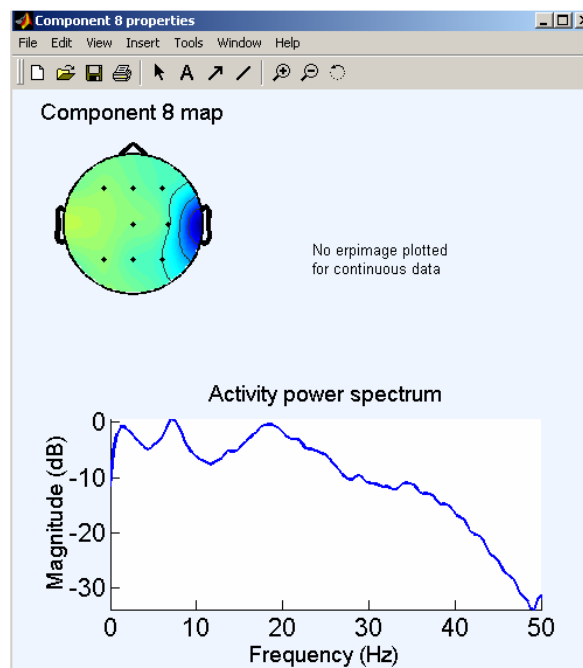 Component 8 properties
File Edit View Insert Tools Window Help
A
Component 8 map
No erpimage plotted
for continuous data
Activity power spectrum
Magnitude (dB)
0
-10
-20
-30
0 10 20 30 40 50
Frequency (Hz)